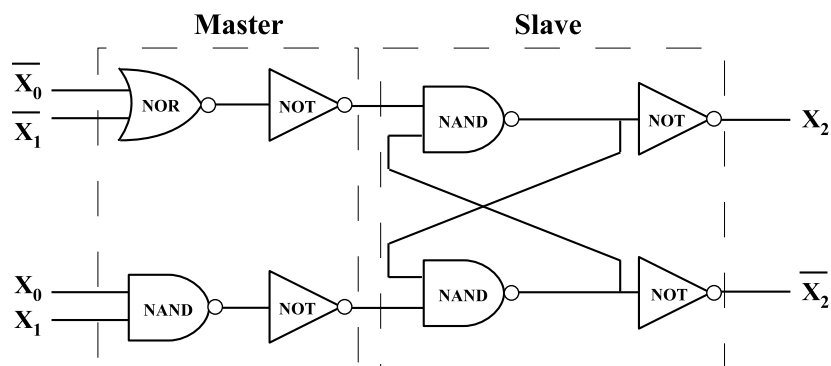 Master Slave
X̅₀
X̅₁
NOR NOT NAND NOT X₂
X₀
X₁
NAND NOT NAND NOT X̅₂